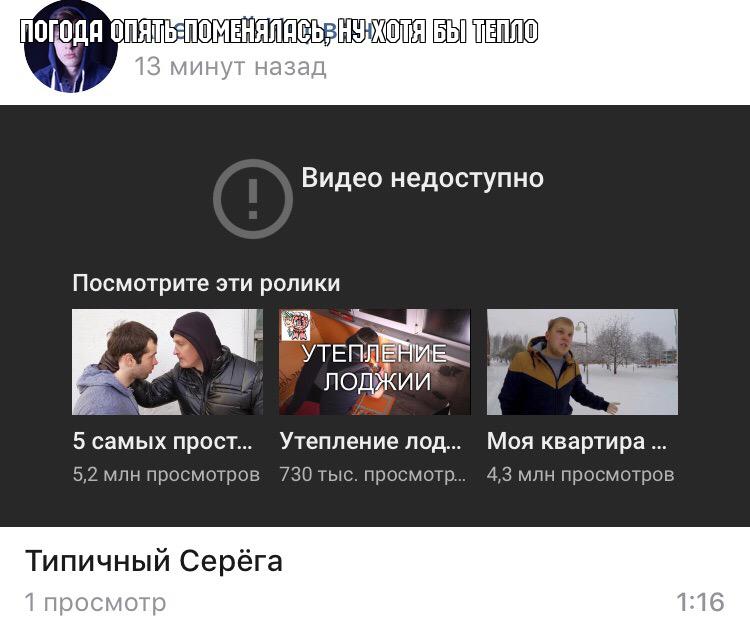 ПОГОДА ОПЯТЬ ПОМЕНЯЛАСЬ, НУ ХОТЯ БЫ ТЕПЛО
13 минут назад
Видео недоступно
Посмотрите эти ролики
УТЕПЛЕНИЕ
ЛОДЖИИ
5 самых прост...
Утепление лод...
Моя квартира ...
5,2 млн просмотров
730 тыс. просмотр...
4,3 млн просмотров
Типичный Серёга
1 просмотр
1:16